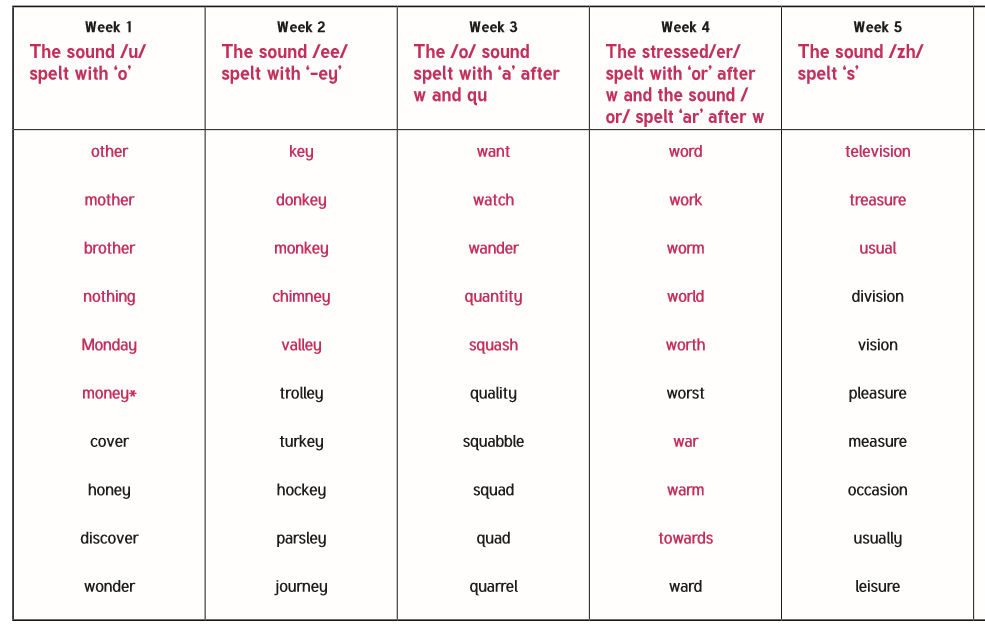 Week 1
The sound /u/
spelt with ‘o’
other
mother
brother
nothing
Monday
money*
cover
honey
discover
wonder
Week 2
The sound /ee/
spelt with ‘-ey’
key
donkey
monkey
chimney
valley
trolley
turkey
hockey
parsley
journey
Week 3
The /o/ sound
spelt with ‘a’ after
w and qu
want
watch
wander
quantity
squash
quality
squabble
squad
quad
quarrel
Week 4
The stressed/er/
spelt with ‘or’ after
w and the sound /
or/ spelt ‘ar’ after w
word
work
worm
world
worth
worst
war
warm
towards
ward
Week 5
The sound /zh/
spelt ‘s’
television
treasure
usual
division
vision
pleasure
measure
occasion
usually
leisure